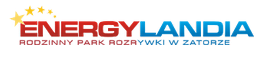 ENERGYLANDIA
RODZINNY PARK ROZRYWKI W ZATORZE